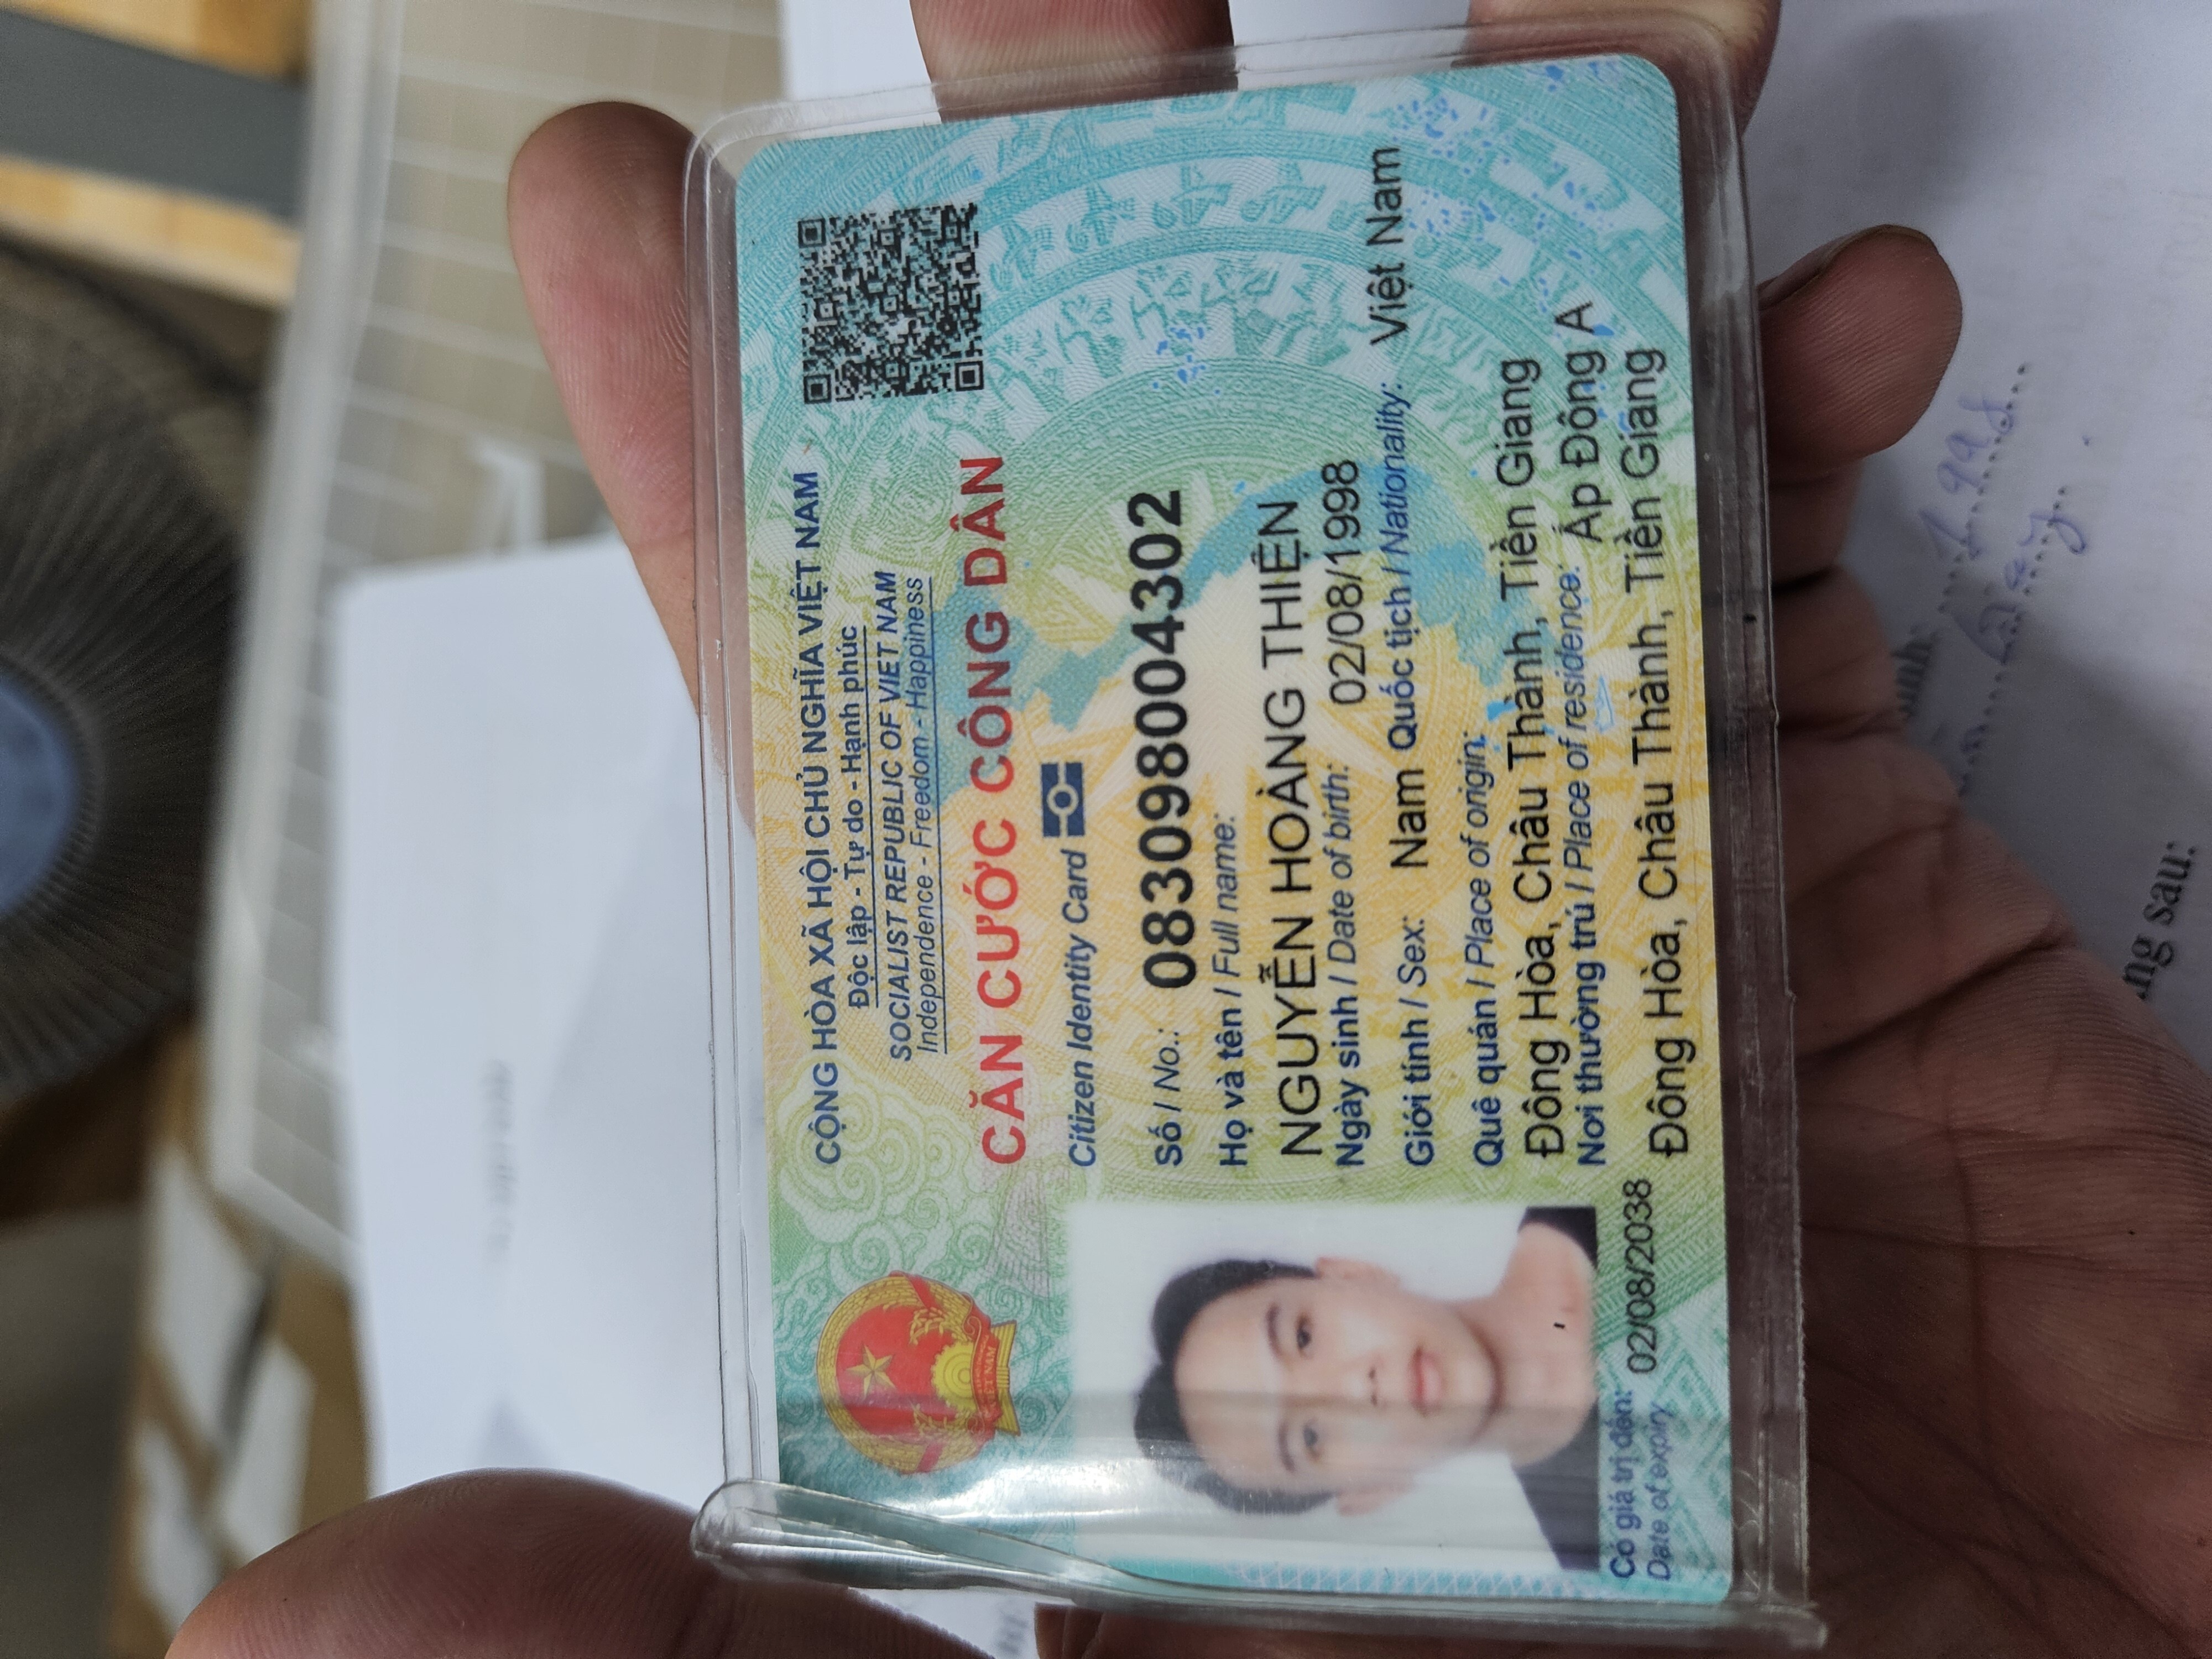 CỘNG HÒA XÃ HỘI CHỦ NGHĨA VIỆT NAM
Độc lập - Tự do - Hạnh phúc
SOCIALIST REPUBLIC OF VIET NAM
Independence - Freedom - Happiness
CĂN CƯỚC CÔNG DÂN
Citizen Identity Card
Số / No.: 083098004302
Họ và tên / Full name:
NGUYỄN HOÀNG THIỆN
Ngày sinh / Date of birth: 02/08/1998
Giới tính / Sex: Nam Quốc tịch / Nationality: Việt Nam
Quê quán / Place of origin:
Đông Hòa, Châu Thành, Tiền Giang
Nơi thường trú / Place of residence: Ấp Đông A
Đông Hòa, Châu Thành, Tiền Giang
Có giá trị đến: 02/08/2038
Date of expiry
VIỆT NAM
sau: